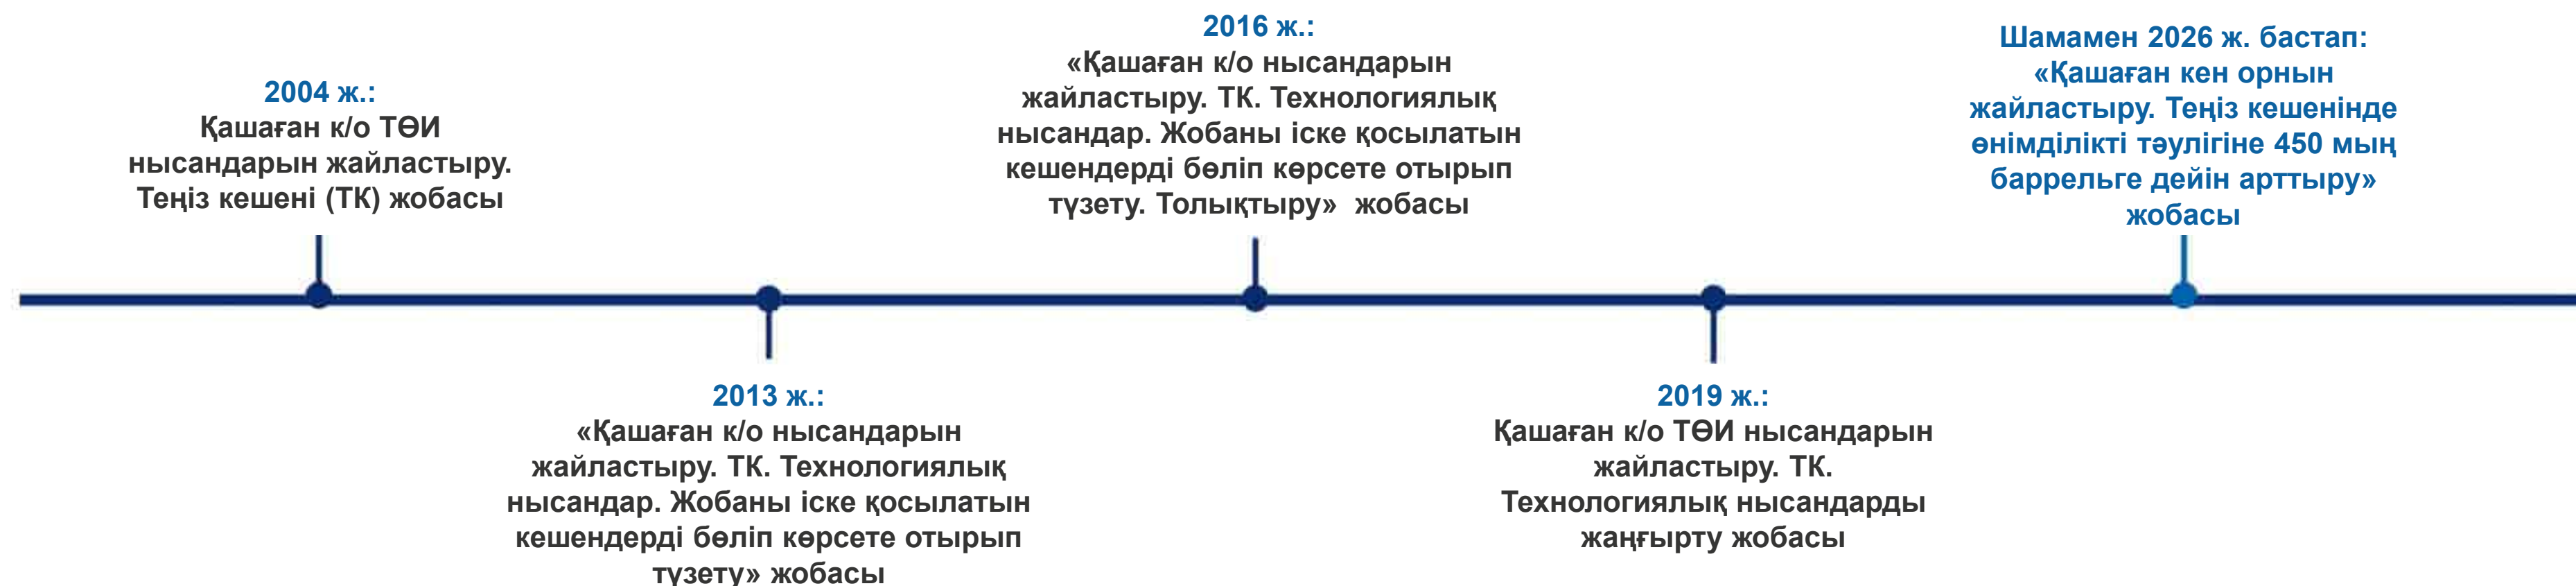 2004 ж.:
Қашаған к/о ТӨИ
нысандарын жайластыру.
Теңіз кешені (ТК) жобасы
2013 ж.:
«Қашаған к/о нысандарын
жайластыру. ТК. Технологиялық
нысандар. Жобаны іске қосылатын
кешендерді бөліп көрсете отырып
түзету» жобасы
2016 ж.:
«Қашаған к/о нысандарын
жайластыру. ТК. Технологиялық
нысандар. Жобаны іске қосылатын
кешендерді бөліп көрсете отырып
түзету. Толықтыру» жобасы
2019 ж.:
Қашаған к/о ТӨИ нысандарын
жайластыру. ТК.
Технологиялық нысандарды
жаңғырту жобасы
Шамамен 2026 ж. бастап:
«Қашаған кен орнын
жайластыру. Теңіз кешенінде
өнімділікті тәулігіне 450 мың
баррельге дейін арттыру»
жобасы